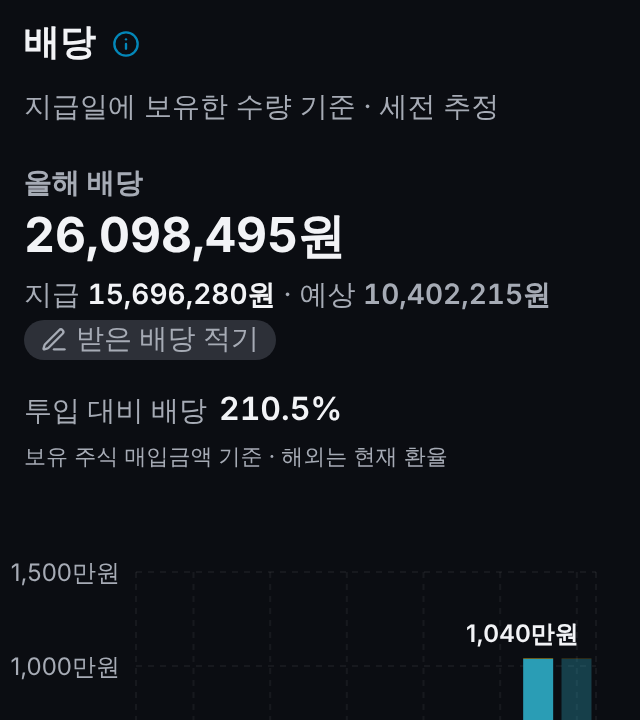 배당
지급일에 보유한 수량 기준 · 세전 추정
올해 배당
26,098,495원
지급 15,696,280원 · 예상 10,402,215원
받은 배당 적기
투입 대비 배당 210.5%
보유 주식 매입금액 기준 · 해외는 현재 환율
1,500만원
1,040만원
1,000만원